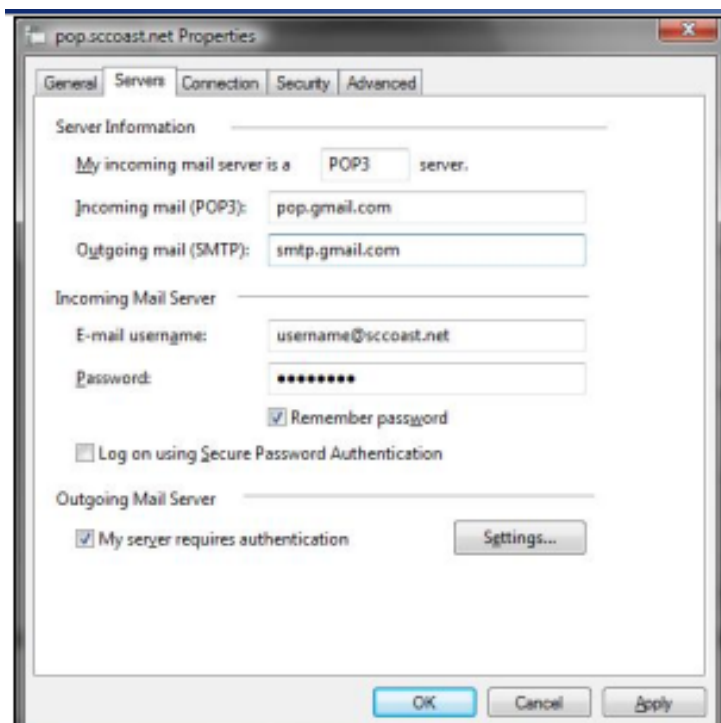 pop.sccoast.net Properties
General Servers Connection Security Advanced
Server Information
My incoming mail server is a POP3 server.
Incoming mail (POP3): pop.gmail.com
Outgoing mail (SMTP): smtp.gmail.com
Incoming Mail Server
E-mail username: username@sccoast.net
Password: ●●●●●●●●
Remember password
Log on using Secure Password Authentication
Outgoing Mail Server
My server requires authentication Settings...
OK Cancel Apply